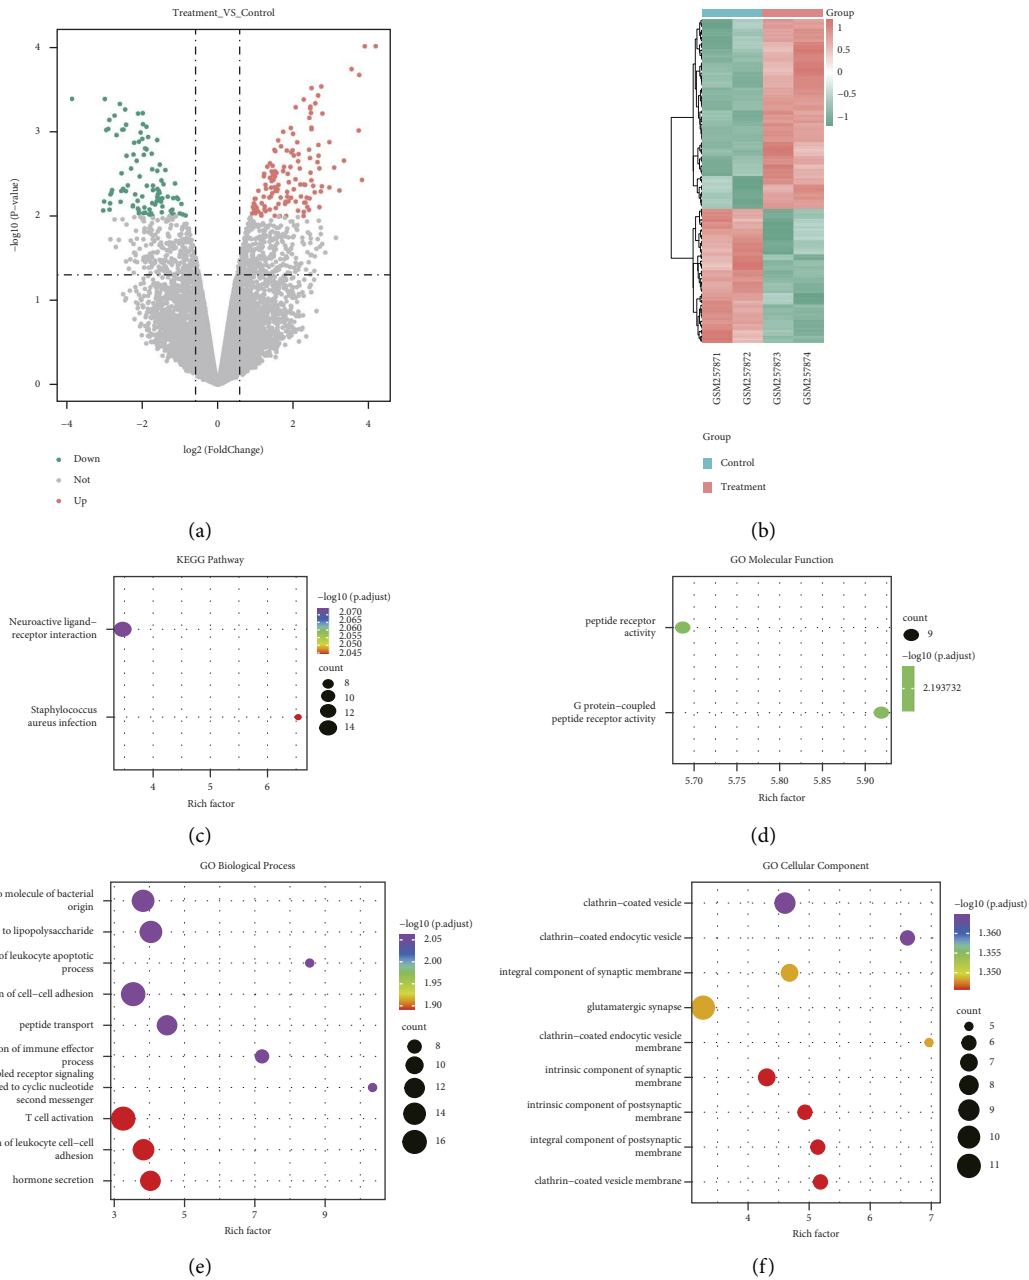 Treatment_VS_Control
−log10 (P−value)
4
3
2
1
0
−4
−2
0
2
4
log2 (FoldChange)
Down
Not
Up
(a)
Group
1
0.5
0
−0.5
−1
GSM257871
GSM257872
GSM257873
GSM257874
Group
Control
Treatment
(b)
KEGG Pathway
Neuroactive ligand−
receptor interaction
Staphylococcus
aureus infection
4
5
6
Rich factor
−log10 (p.adjust)
2.070
2.065
2.060
2.055
2.050
2.045
count
8
10
12
14
(c)
GO Molecular Function
peptide receptor
activity
G protein−coupled
peptide receptor activity
5.70
5.75
5.80
5.85
5.90
Rich factor
count
9
−log10 (p.adjust)
2.193732
(d)
GO Biological Process
o molecule of bacterial
origin
to lipopolysaccharide
of leukocyte apoptotic
process
n of cell−cell adhesion
peptide transport
on of immune effector
process
pled receptor signaling
ed to cyclic nucleotide
second messenger
T cell activation
n of leukocyte cell−cell
adhesion
hormone secretion
3
5
7
9
Rich factor
−log10 (p.adjust)
2.05
2.00
1.95
1.90
count
8
10
12
14
16
(e)
GO Cellular Component
clathrin−coated vesicle
clathrin−coated endocytic vesicle
integral component of synaptic membrane
glutamatergic synapse
clathrin−coated endocytic vesicle
membrane
intrinsic component of synaptic
membrane
intrinsic component of postsynaptic
membrane
integral component of postsynaptic
membrane
clathrin−coated vesicle membrane
4
5
6
7
Rich factor
−log10 (p.adjust)
1.360
1.355
1.350
count
5
6
7
8
9
10
11
(f)